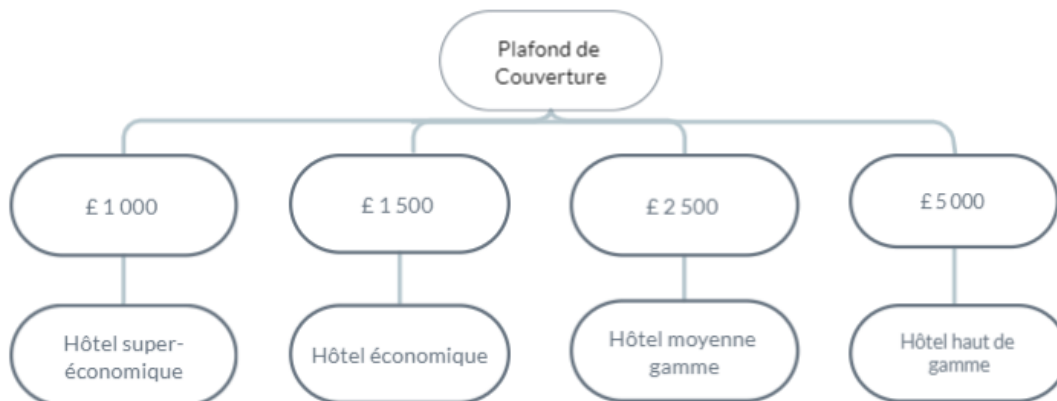 Plafond de
Couverture
£ 1 000
£ 1 500
£ 2 500
£ 5 000
Hôtel super-
économique
Hôtel économique
Hôtel moyenne
gamme
Hôtel haut de
gamme